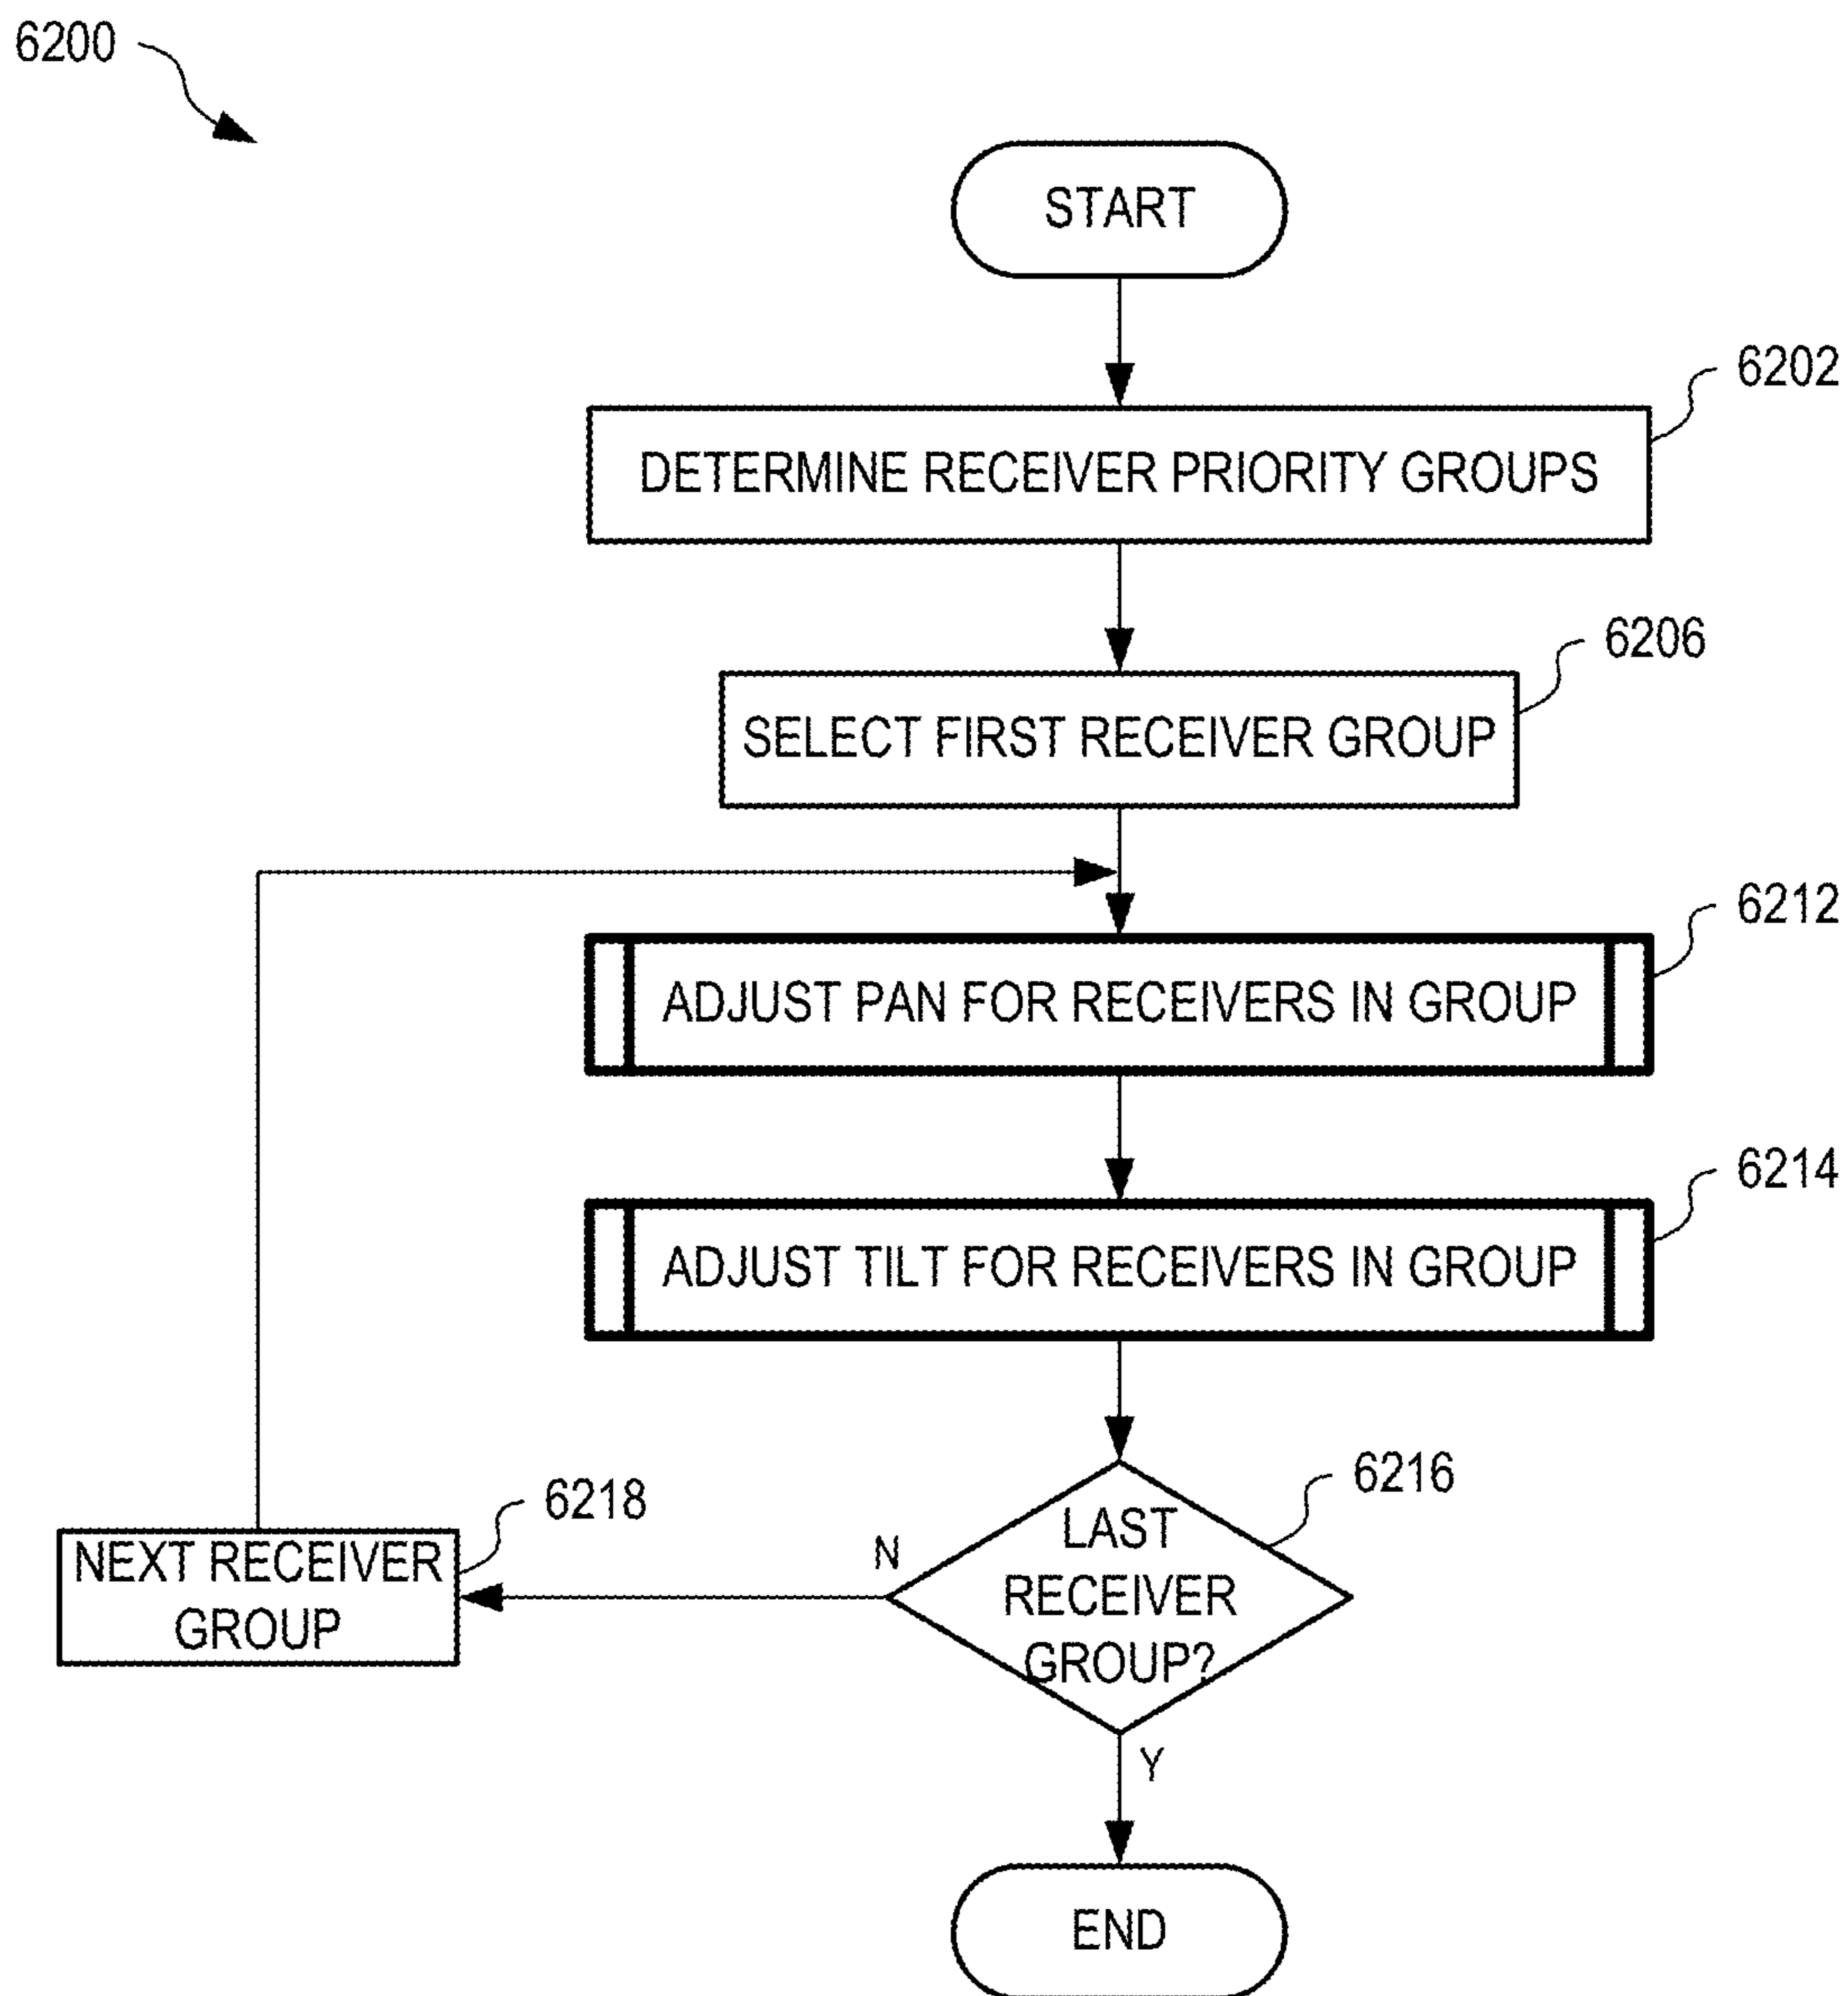 6200
START
6202
DETERMINE RECEIVER PRIORITY GROUPS
6206
SELECT FIRST RECEIVER GROUP
6212
ADJUST PAN FOR RECEIVERS IN GROUP
6214
ADJUST TILT FOR RECEIVERS IN GROUP
6216
LAST
RECEIVER
GROUP?
N
6218
NEXT RECEIVER
GROUP
Y
END